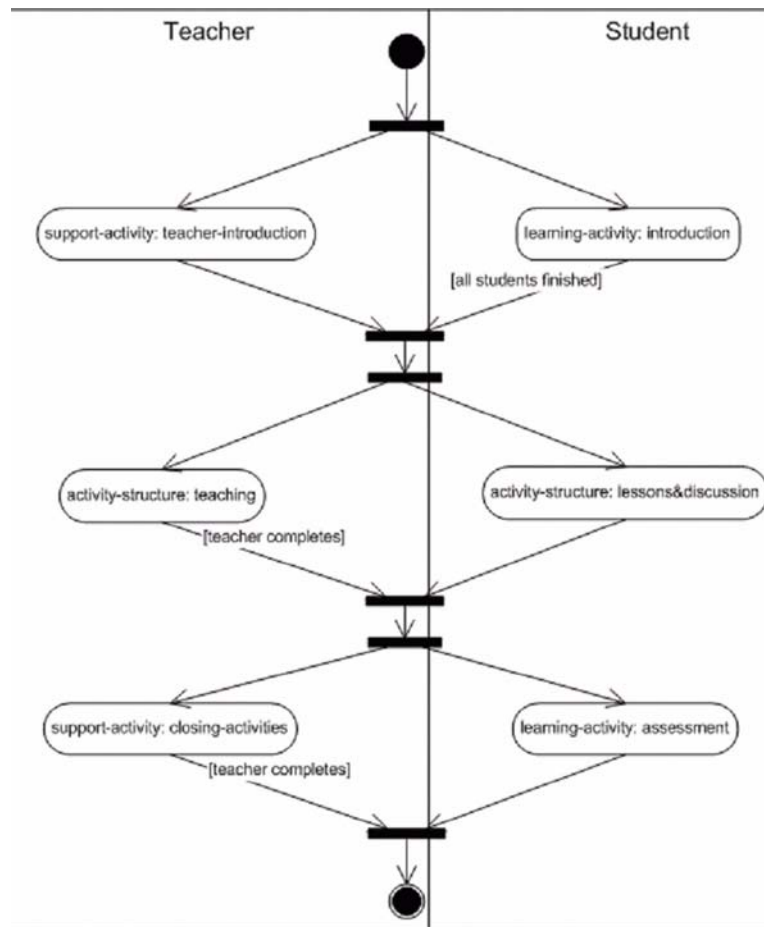 Teacher
Student
support-activity: teacher-introduction
learning-activity: introduction
[all students finished]
activity-structure: teaching
activity-structure: lessons&discussion
[teacher completes]
support-activity: closing-activities
learning-activity: assessment
[teacher completes]